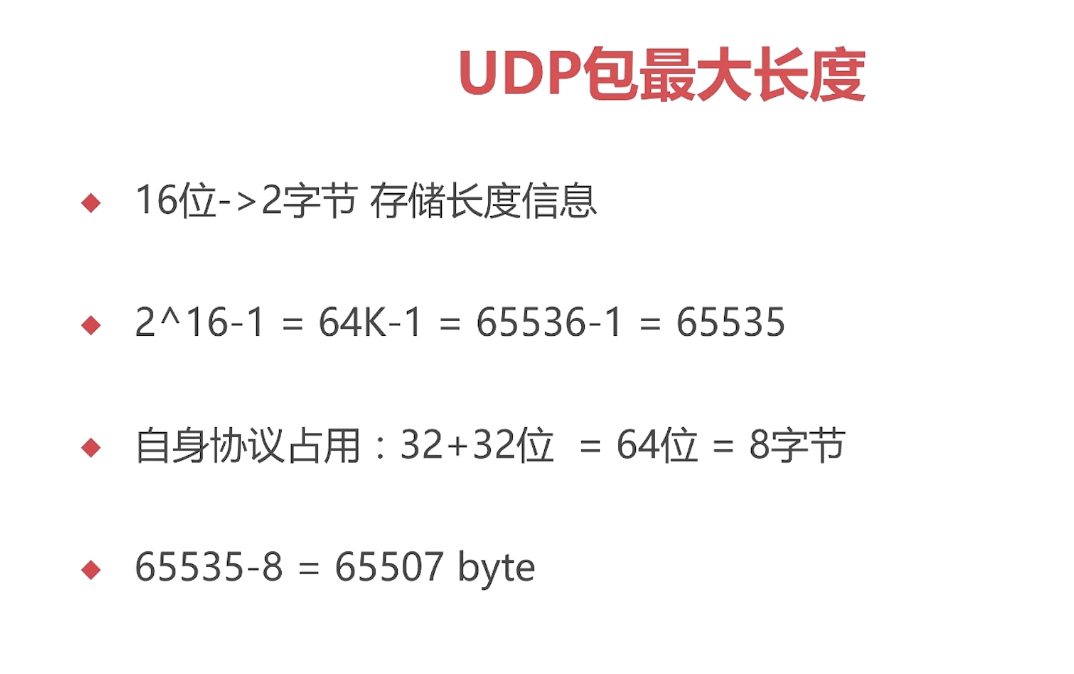 UDP包最大长度
16位->2字节 存储长度信息
2^16-1 = 64K-1 = 65536-1 = 65535
自身协议占用：32+32位 = 64位 = 8字节
65535-8 = 65507 byte